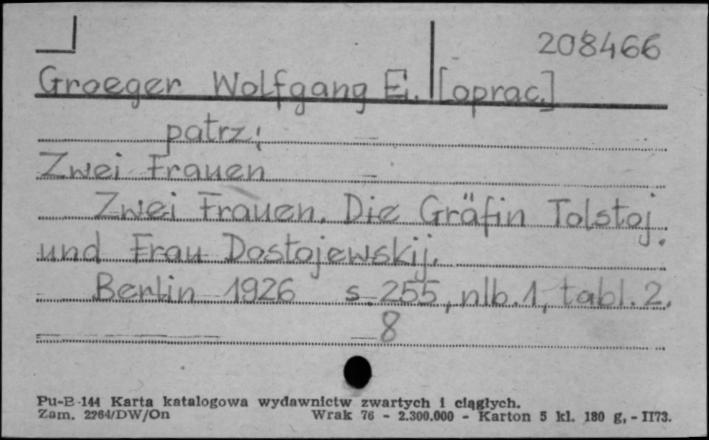 208466
Groeger Wolfgang E. [oprac.]
patrz:
Zwei Frauen
Zwei Frauen. Die Gräfin Tolstoj
und Frau Dostojewskij.
Berlin 1926 s. 255, nlb. 1, tabl. 2.
8
Pu-B-144 Karta katalogowa wydawnictw zwartych i ciągłych.
Zam. 2264/DW/On Wrak 76 - 2.300.000 - Karton 5 kl. 180 g, - II73.